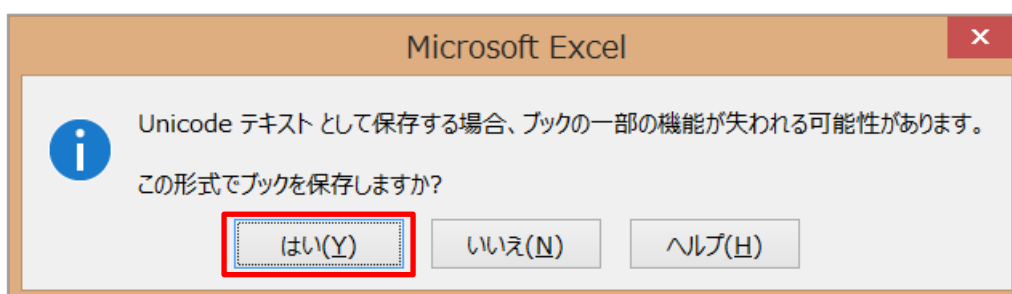 Microsoft Excel
Unicode テキスト として保存する場合、ブックの一部の機能が失われる可能性があります。
この形式でブックを保存しますか?
はい(Y) いいえ(N) ヘルプ(H)